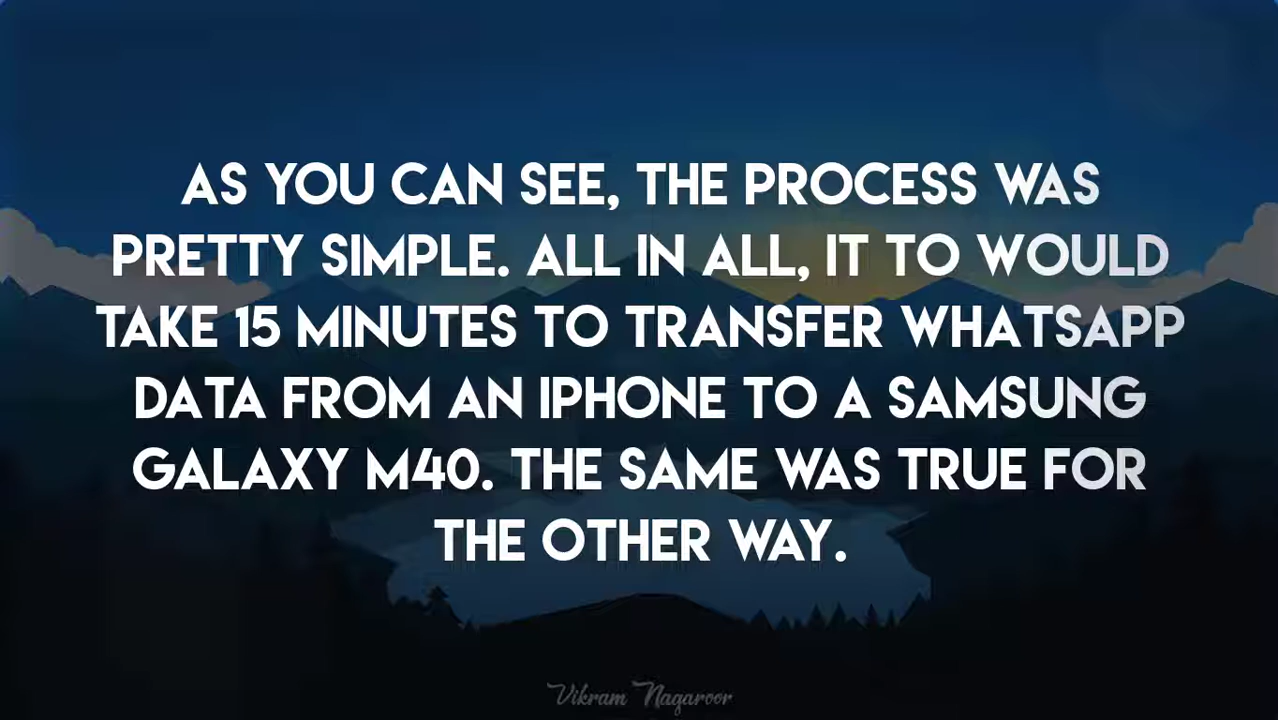 AS YOU CAN SEE, THE PROCESS WAS
PRETTY SIMPLE. ALL IN ALL, IT TO WOULD
TAKE 15 MINUTES TO TRANSFER WHATSAPP
DATA FROM AN IPHONE TO A SAMSUNG
GALAXY M40. THE SAME WAS TRUE FOR
THE OTHER WAY.
Vikram Nagaroor